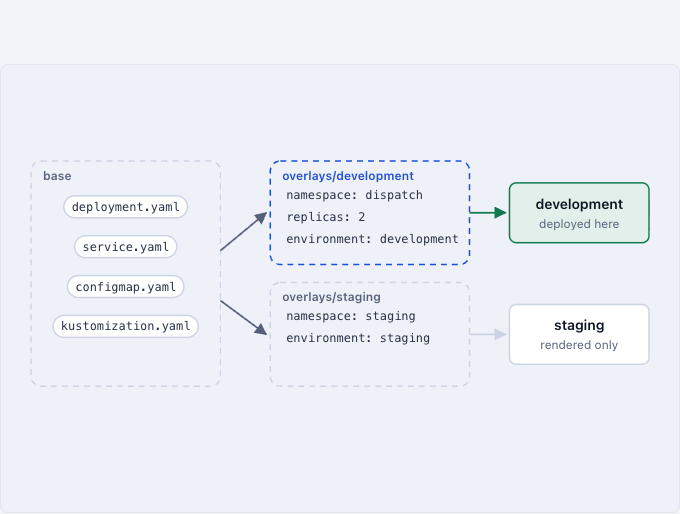 base
deployment.yaml
service.yaml
configmap.yaml
kustomization.yaml
overlays/development
namespace: dispatch
replicas: 2
environment: development
overlays/staging
namespace: staging
environment: staging
development
deployed here
staging
rendered only